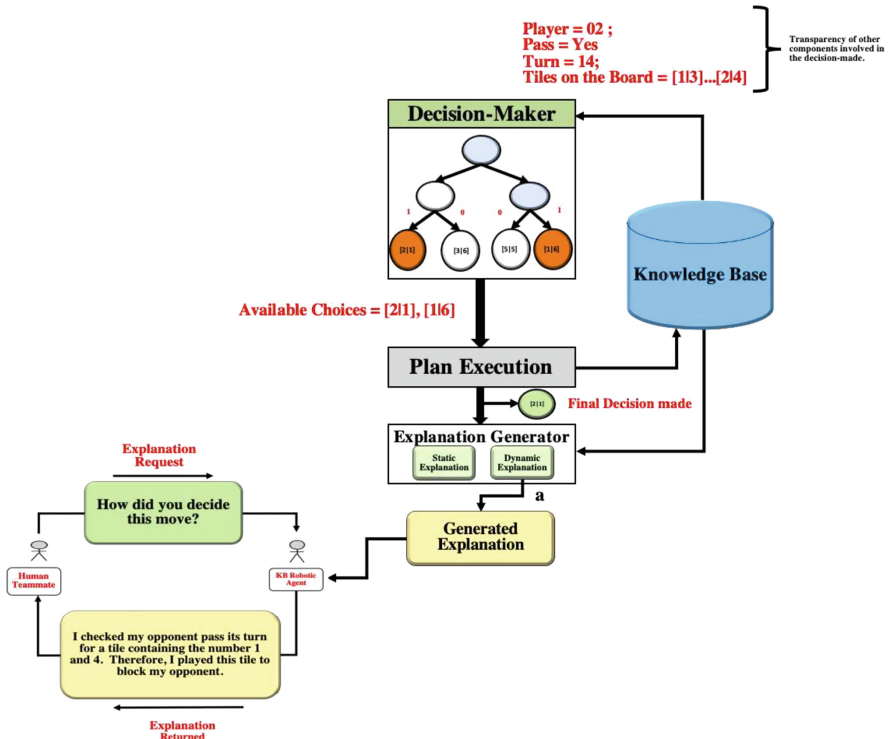 Player = 02 ;
Pass = Yes
Turn = 14;
Tiles on the Board = [1|3]...[2|4]
Transparency of other
components involved in
the decision-made.
Decision-Maker
1
0
0
1
[2|1]
[3|6]
[5|5]
[1|6]
Knowledge Base
Available Choices = [2|1], [1|6]
Plan Execution
[2|1]
Final Decision made
Explanation Generator
Static
Explanation
Dynamic
Explanation
a
Generated
Explanation
Explanation
Request
How did you decide
this move?
Human
Teammate
KB Robotic
Agent
I checked my opponent pass its turn
for a tile containing the number 1
and 4. Therefore, I played this tile to
block my opponent.
Explanation
Returned